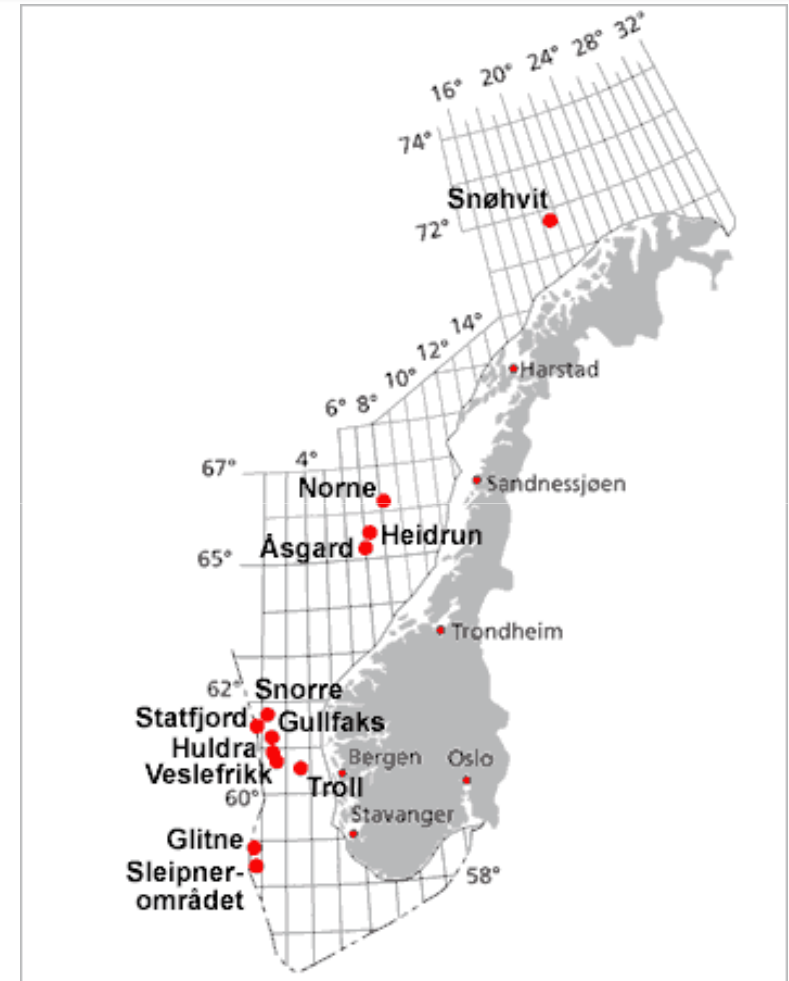 16° 20° 24° 28° 32°
74°
Snøhvit
72°
14°
12°
10°
6° 8°
Harstad
4°
67°
Norne
Sandnessjøen
Heidrun
Åsgard
65°
Trondheim
62°
Snorre
Statfjord
Gullfaks
Huldra
Veslefrikk
Bergen
Oslo
Troll
60°
Stavanger
Glitne
Sleipner-
området
58°